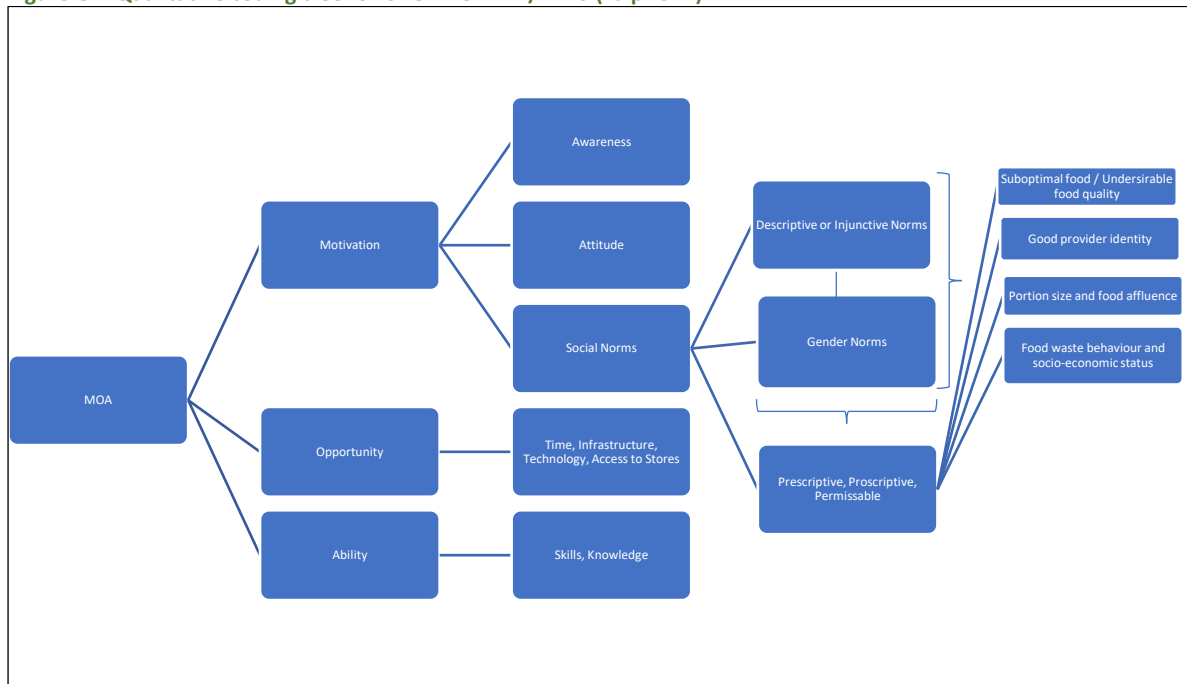 Awareness
Suboptimal food / Undersirable
food quality
Descriptive or Injunctive Norms
Motivation
Attitude
Good provider identity
Portion size and food affluence
Social Norms
Gender Norms
Food waste behaviour and
socio-economic status
MOA
Opportunity
Time, Infrastructure,
Technology, Access to Stores
Prescriptive, Proscriptive,
Permissable
Ability
Skills, Knowledge